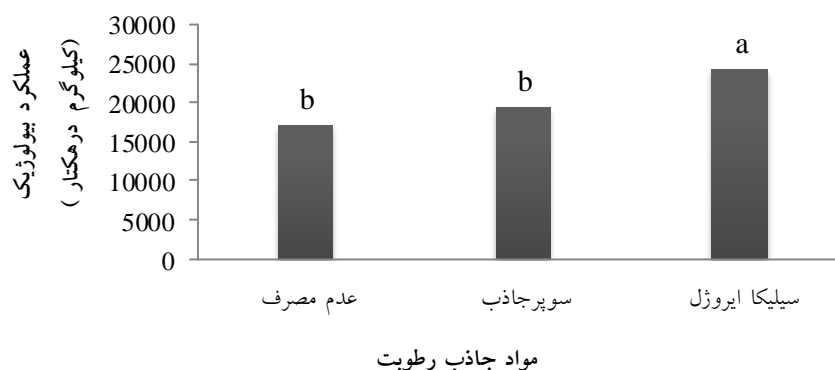 عملکرد بیولوژیک
(کیلوگرم درهکتار )
30000
25000
20000
15000
10000
5000
0
b
b
a
عدم مصرف
سوپرجاذب
سیلیکا ایروژل
مواد جاذب رطوبت